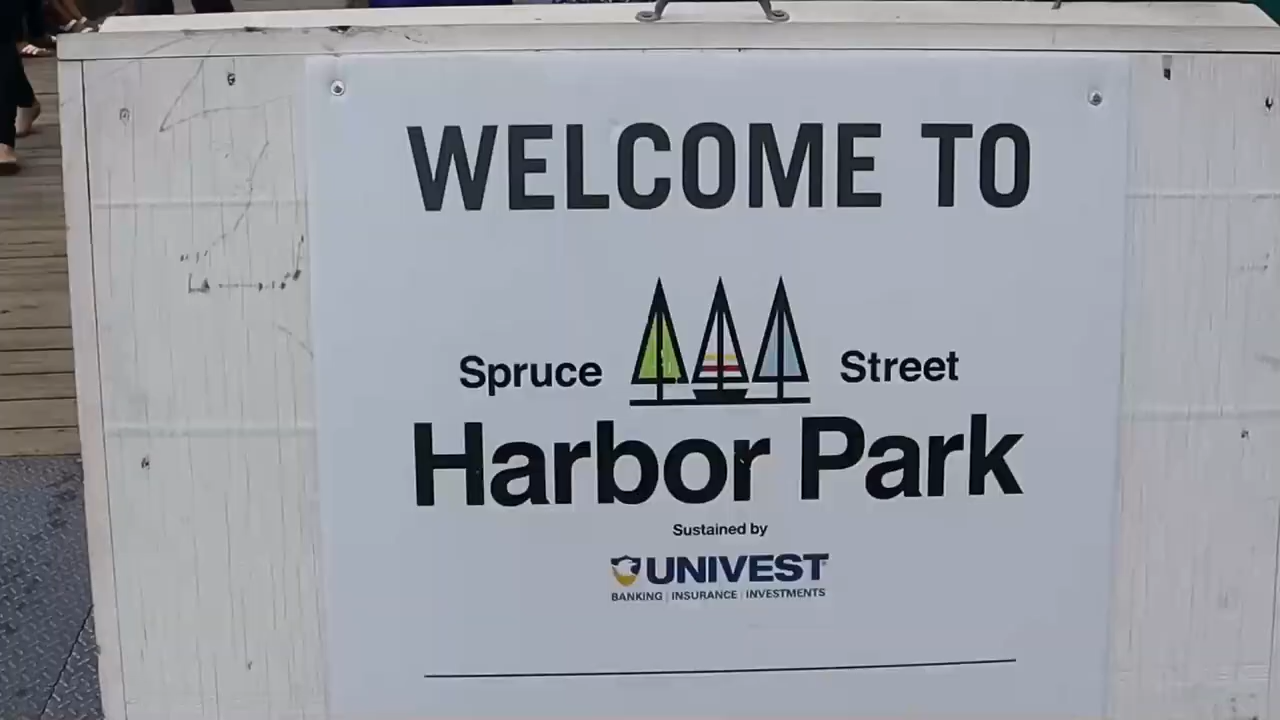 WELCOME TO
Spruce Street
Harbor Park
Sustained by
UNIVEST
BANKING | INSURANCE | INVESTMENTS